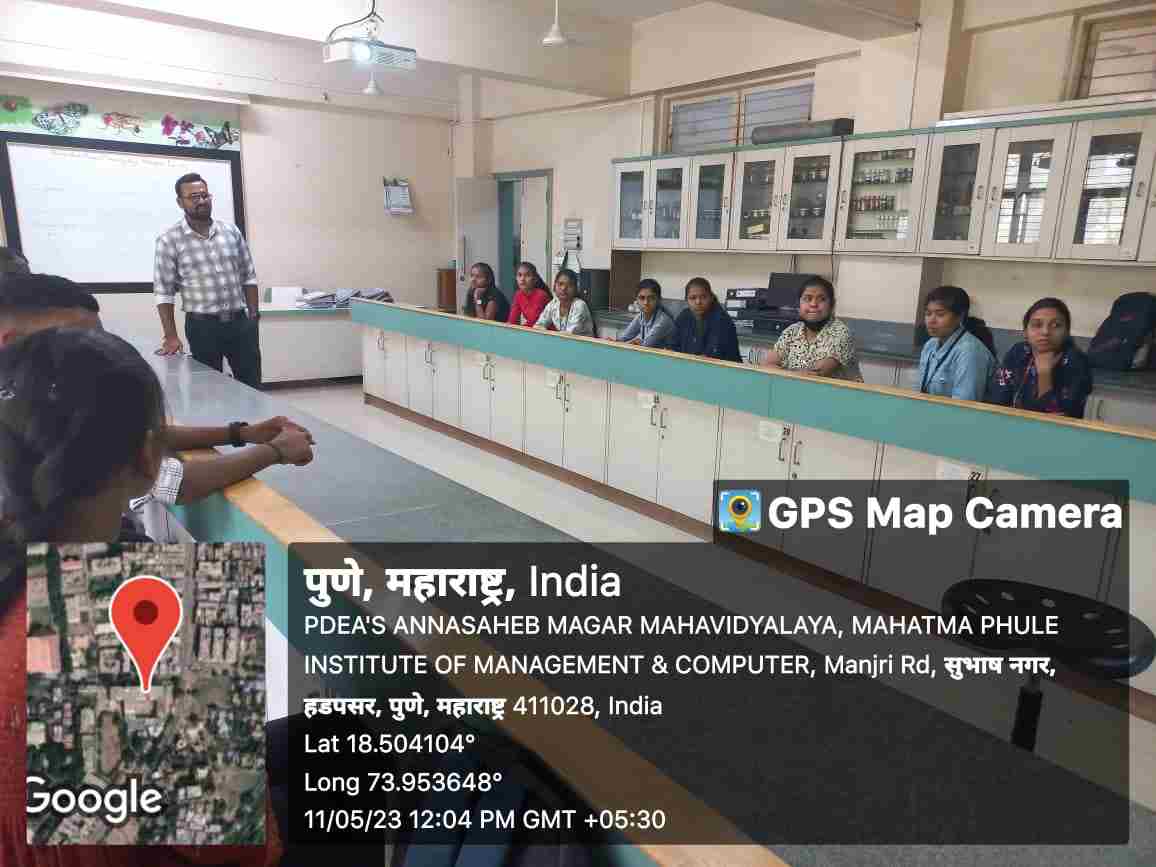 GPS Map Camera
पुणे, महाराष्ट्र, India
PDEA'S ANNASAHEB MAGAR MAHAVIDYALAYA, MAHATMA PHULE
INSTITUTE OF MANAGEMENT & COMPUTER, Manjri Rd, सुभाष नगर,
हडपसर, पुणे, महाराष्ट्र 411028, India
Lat 18.504104°
Long 73.953648°
11/05/23 12:04 PM GMT +05:30
Google
27